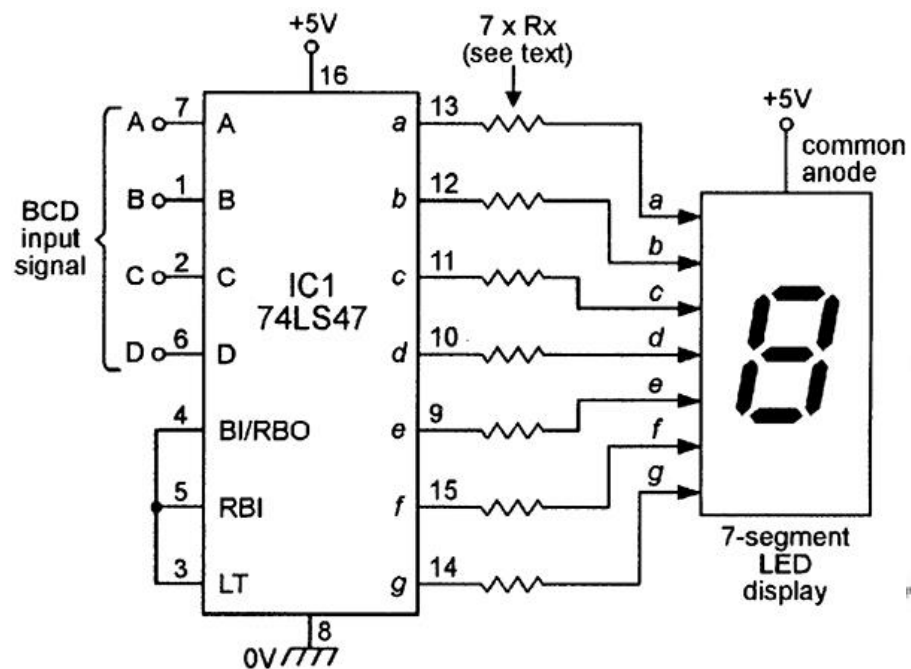 +5V
16
7 x Rx
(see text)
+5V
common
anode
BCD
input
signal
A 7 A
B 1 B
C 2 C
D 6 D
4 BI/RBO
5 RBI
3 LT
IC1
74LS47
a 13
b 12
c 11
d 10
e 9
f 15
g 14
8
0V
a
b
c
d
e
f
g
7-segment
LED
display